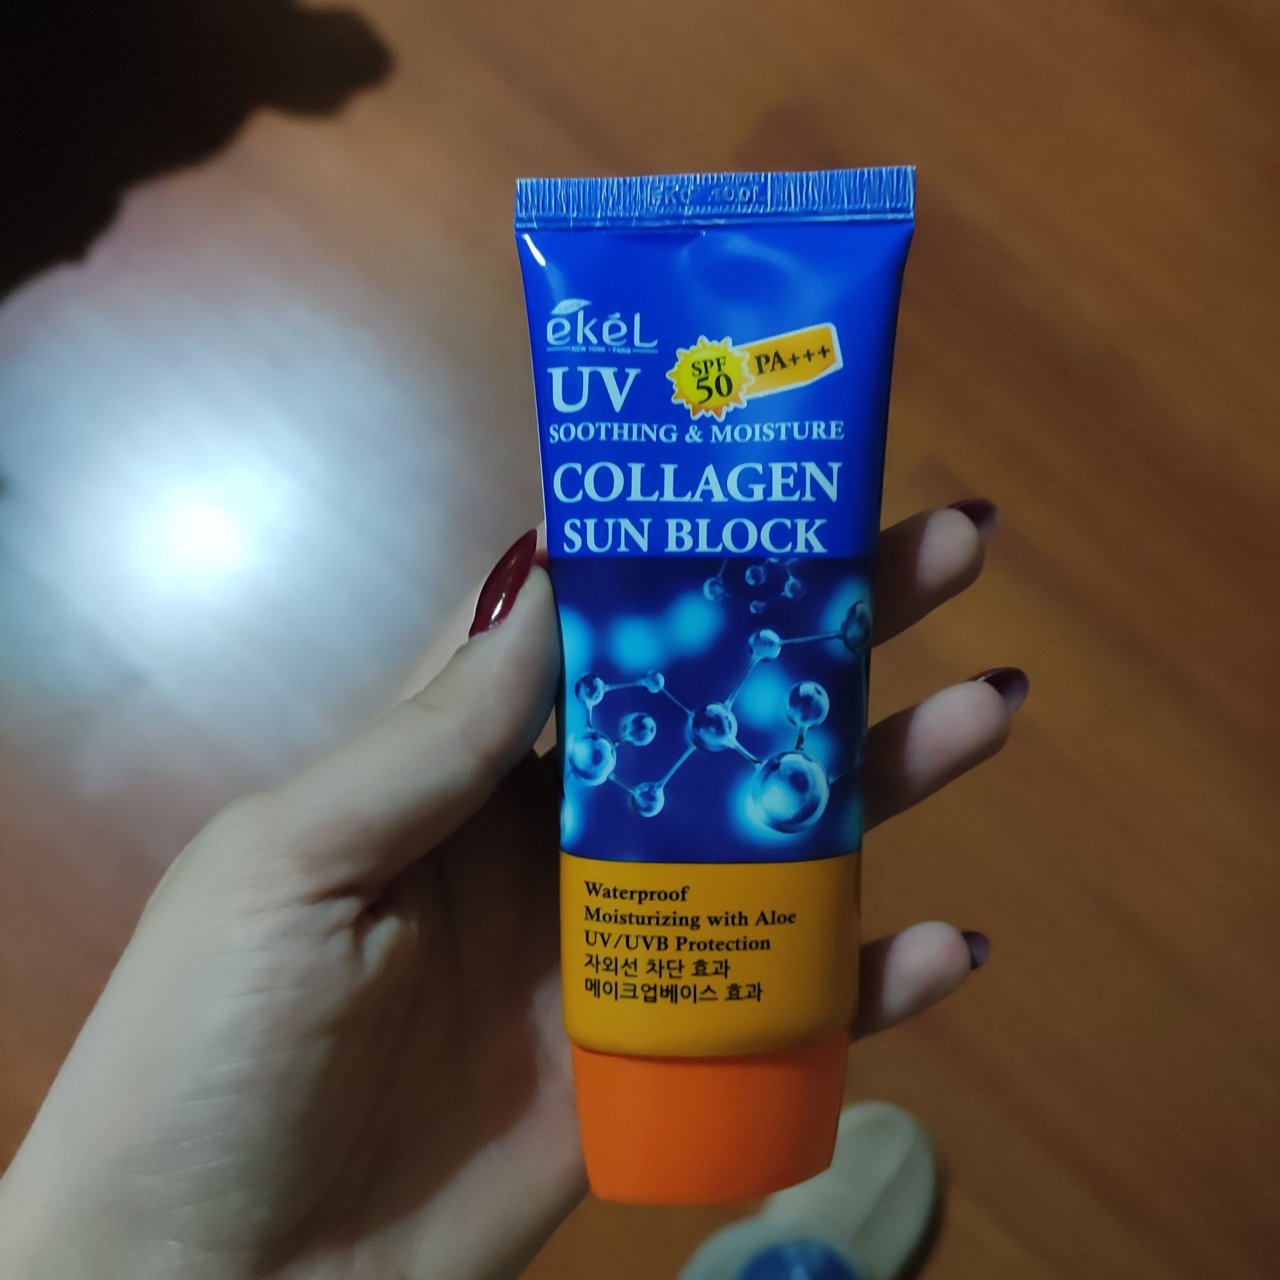 ekéL
NEW YORK · PARIS
UV
SPF
50
PA+++
SOOTHING & MOISTURE
COLLAGEN
SUN BLOCK
Waterproof
Moisturizing with Aloe
UV/UVB Protection
자외선 차단 효과
메이크업베이스 효과